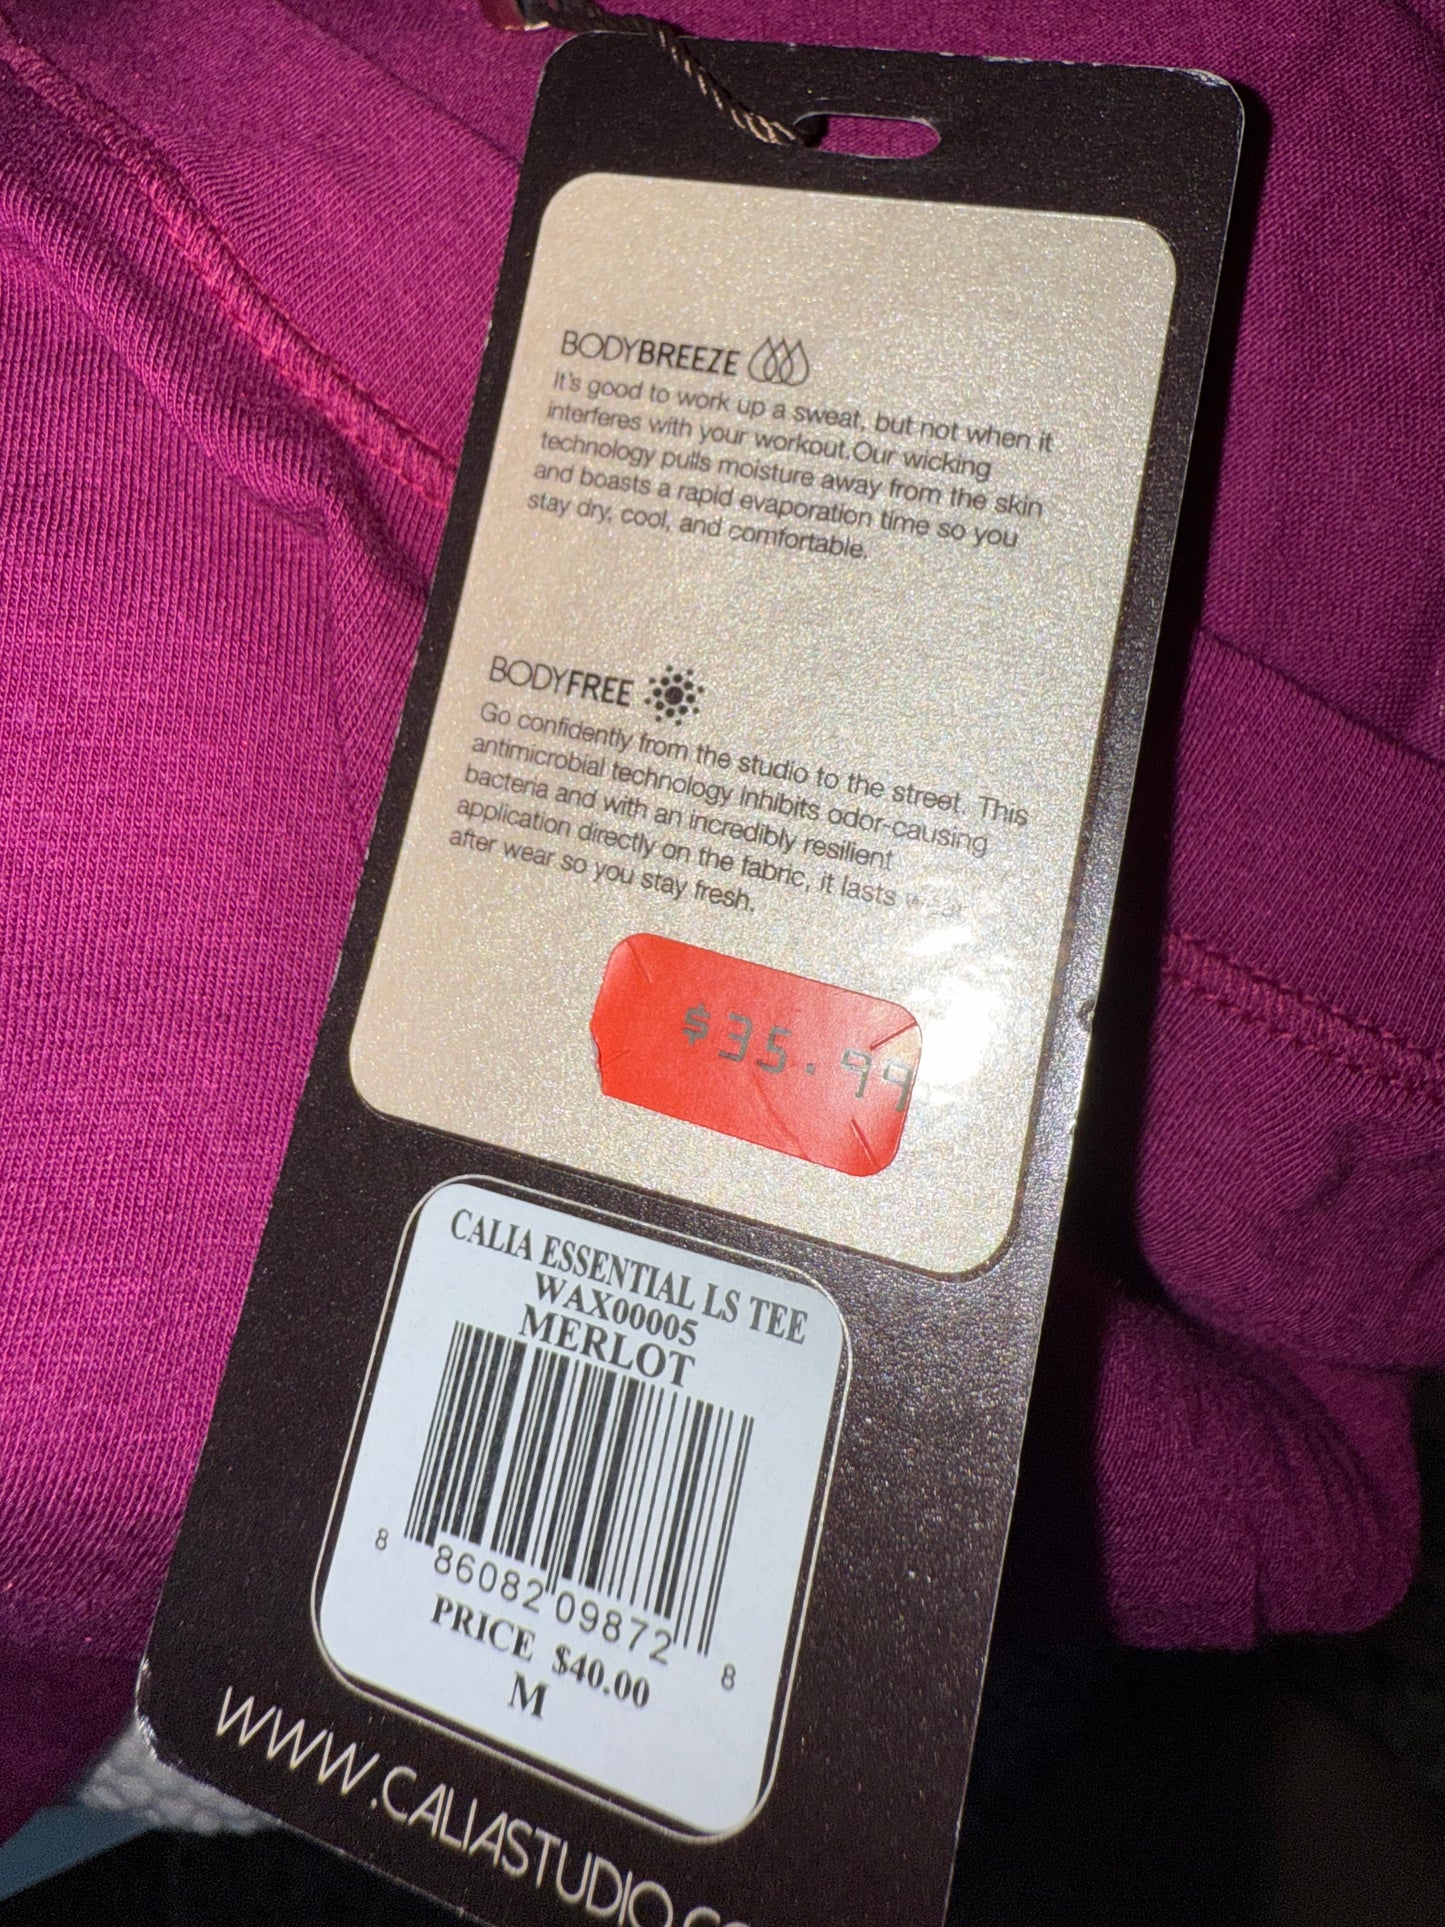 BODYBREEZE
It's good to work up a sweat, but not when it
interferes with your workout.Our wicking
technology pulls moisture away from the skin
and boasts a rapid evaporation time so you
stay dry, cool, and comfortable.
BODYFREE
Go confidently from the studio to the street. This
antimicrobial technology inhibits odor-causing
bacteria and with an incredibly resilient
application directly on the fabric, it lasts wear
after wear so you stay fresh.
$35.99
CALIA ESSENTIAL LS TEE
WAX00005
MERLOT
8 86082 09872 8
PRICE $40.00
M
WWW.CALIASTUDIO.CO